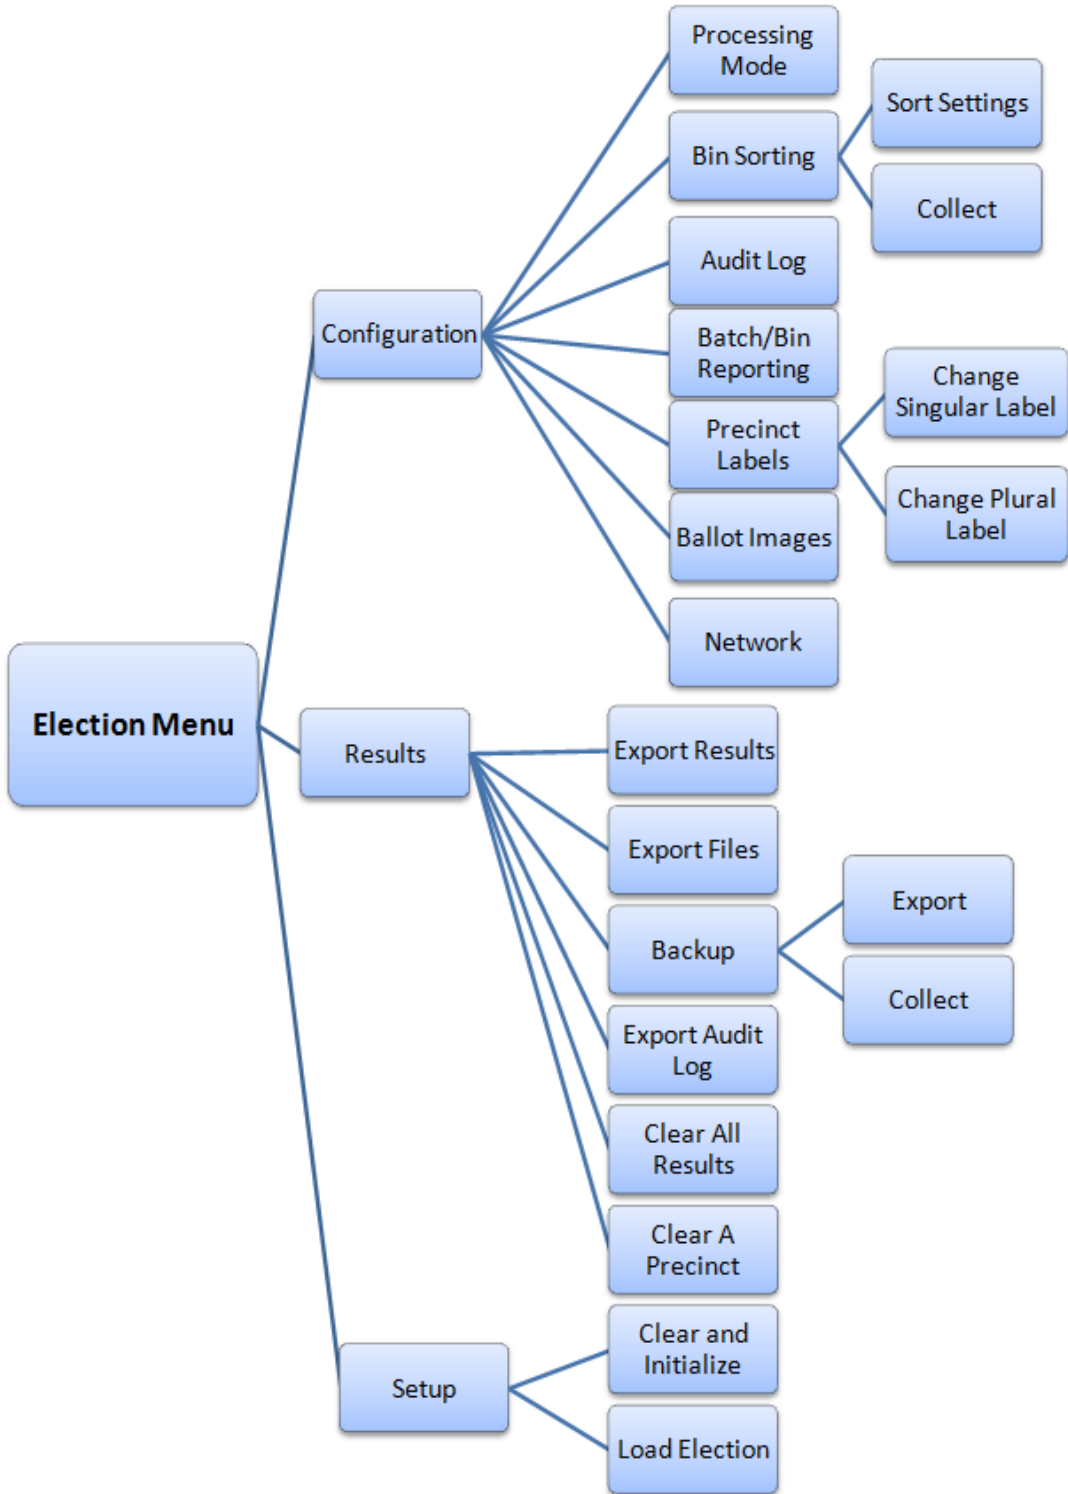 Processing
Mode
Sort Settings
Bin Sorting
Collect
Audit Log
Configuration
Batch/Bin
Reporting
Change
Singular Label
Precinct
Labels
Change Plural
Label
Ballot Images
Network
Election Menu
Results
Export Results
Export Files
Export
Backup
Collect
Export Audit
Log
Clear All
Results
Clear A
Precinct
Clear and
Initialize
Setup
Load Election